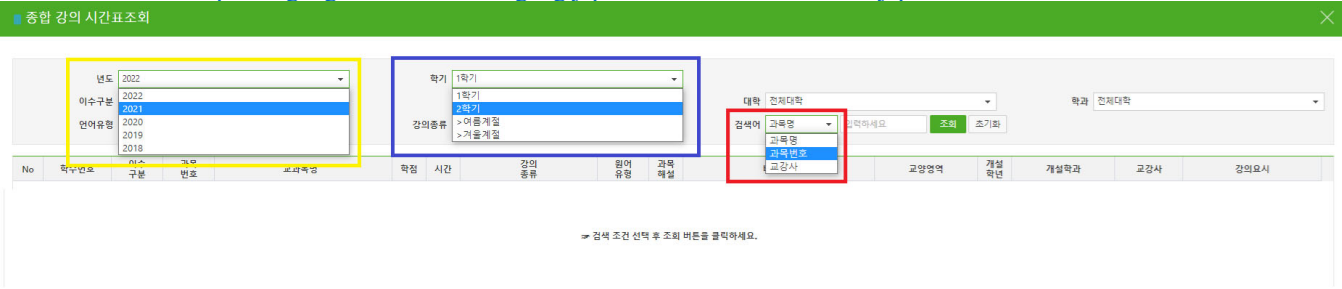 종합 강의 시간표조회
년도 2022
2022
2021
2020
2019
2018
이수구분
언어유형
학기 1학기
1학기
2학기
>여름계절
>겨울계절
강의종류
대학 전체대학
학과 전체대학
검색어 과목명 입력하세요 조회 초기화
과목명
과목번호
교강사
No 학수번호 이수구분 과목번호 교과목명 학점 시간 강의종류 원어유형 과목해설 교양영역 개설학년 개설학과 교강사 강의요시
☞ 검색 조건 선택 후 조회 버튼을 클릭하세요.